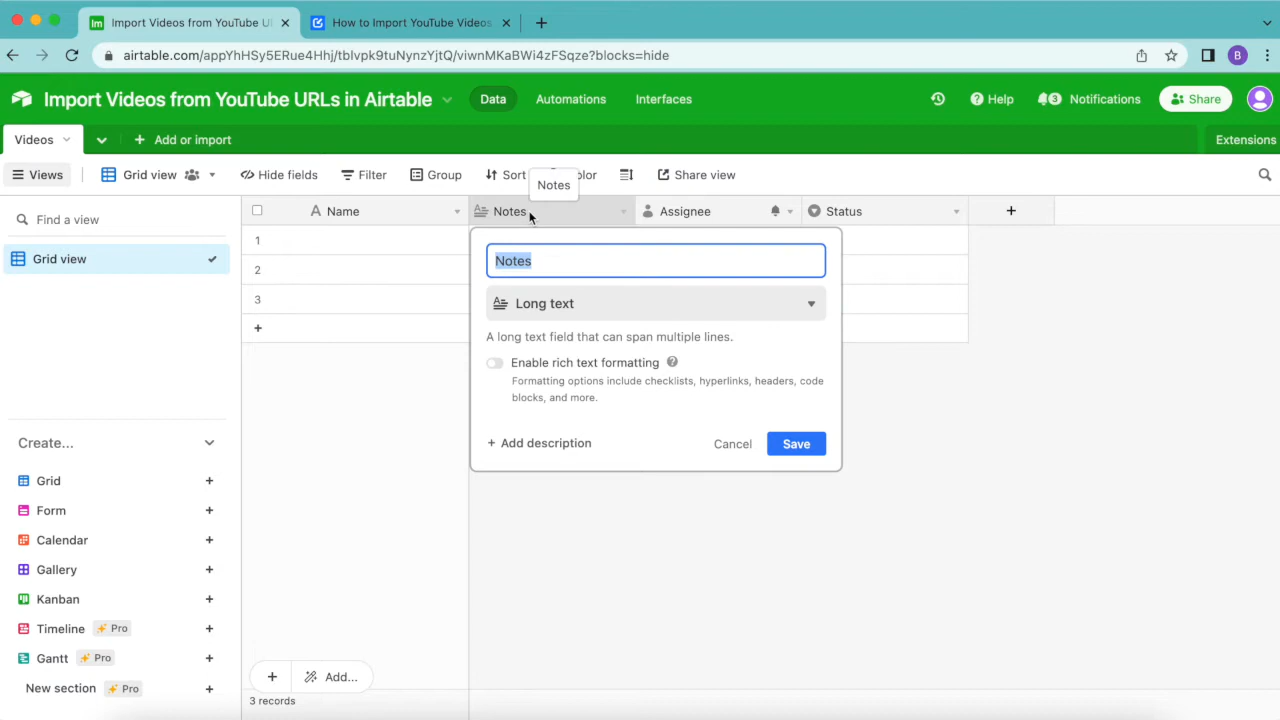 Import Videos from YouTube UI
How to Import YouTube Videos
airtable.com/appYhHSy5ERue4Hhj/tblvpk9tuNynzYjtQ/viwnMKaBWi4zFSqze?blocks=hide
B
Import Videos from YouTube URLs in Airtable
Data
Automations
Interfaces
Help
3
Notifications
Share
Videos
Add or import
Extensions
Views
Grid view
Hide fields
Filter
Group
Sort
Notes
olor
Share view
Find a view
Grid view
Name
Notes
Assignee
Status
1
2
3
Notes
Long text
A long text field that can span multiple lines.
Enable rich text formatting
Formatting options include checklists, hyperlinks, headers, code
blocks, and more.
+ Add description
Cancel
Save
Create...
Grid
Form
Calendar
Gallery
Kanban
Timeline Pro
Gantt Pro
New section Pro
Add...
3 records